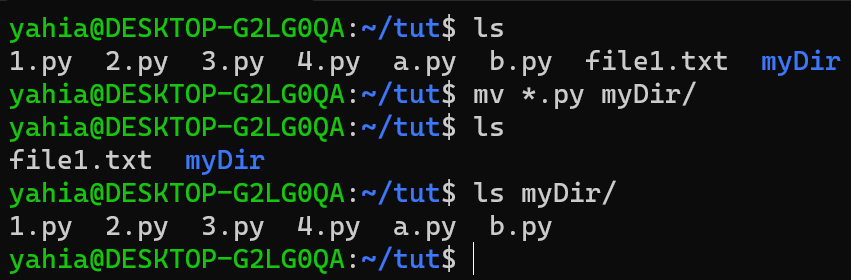 yahia@DESKTOP-G2LG0QA:~/tut$ ls
1.py  2.py  3.py  4.py  a.py  b.py  file1.txt  myDir
yahia@DESKTOP-G2LG0QA:~/tut$ mv *.py myDir/
yahia@DESKTOP-G2LG0QA:~/tut$ ls
file1.txt  myDir
yahia@DESKTOP-G2LG0QA:~/tut$ ls myDir/
1.py  2.py  3.py  4.py  a.py  b.py
yahia@DESKTOP-G2LG0QA:~/tut$